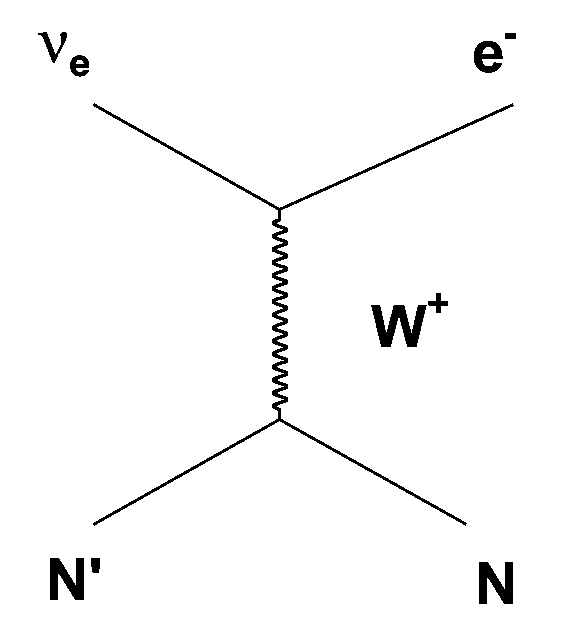 νe e-
W+
N' N